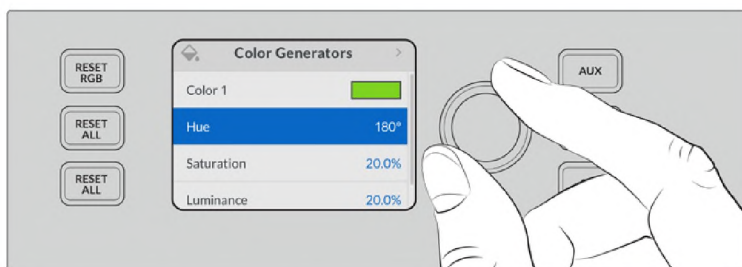 RESET
RGB
RESET
ALL
RESET
ALL
Color Generators >
Color 1
Hue 180°
Saturation 20.0%
Luminance 20.0%
AUX